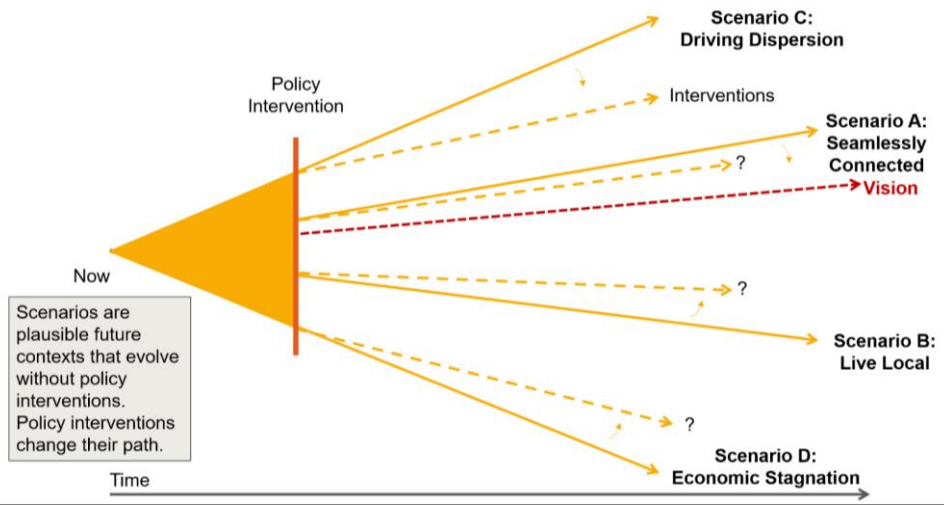 Scenario C:
Driving Dispersion
Policy
Intervention
Interventions
Scenario A:
Seamlessly
Connected
?
Vision
Now
?
Scenarios are
plausible future
contexts that evolve
without policy
interventions.
Policy interventions
change their path.
Scenario B:
Live Local
?
Scenario D:
Economic Stagnation
Time